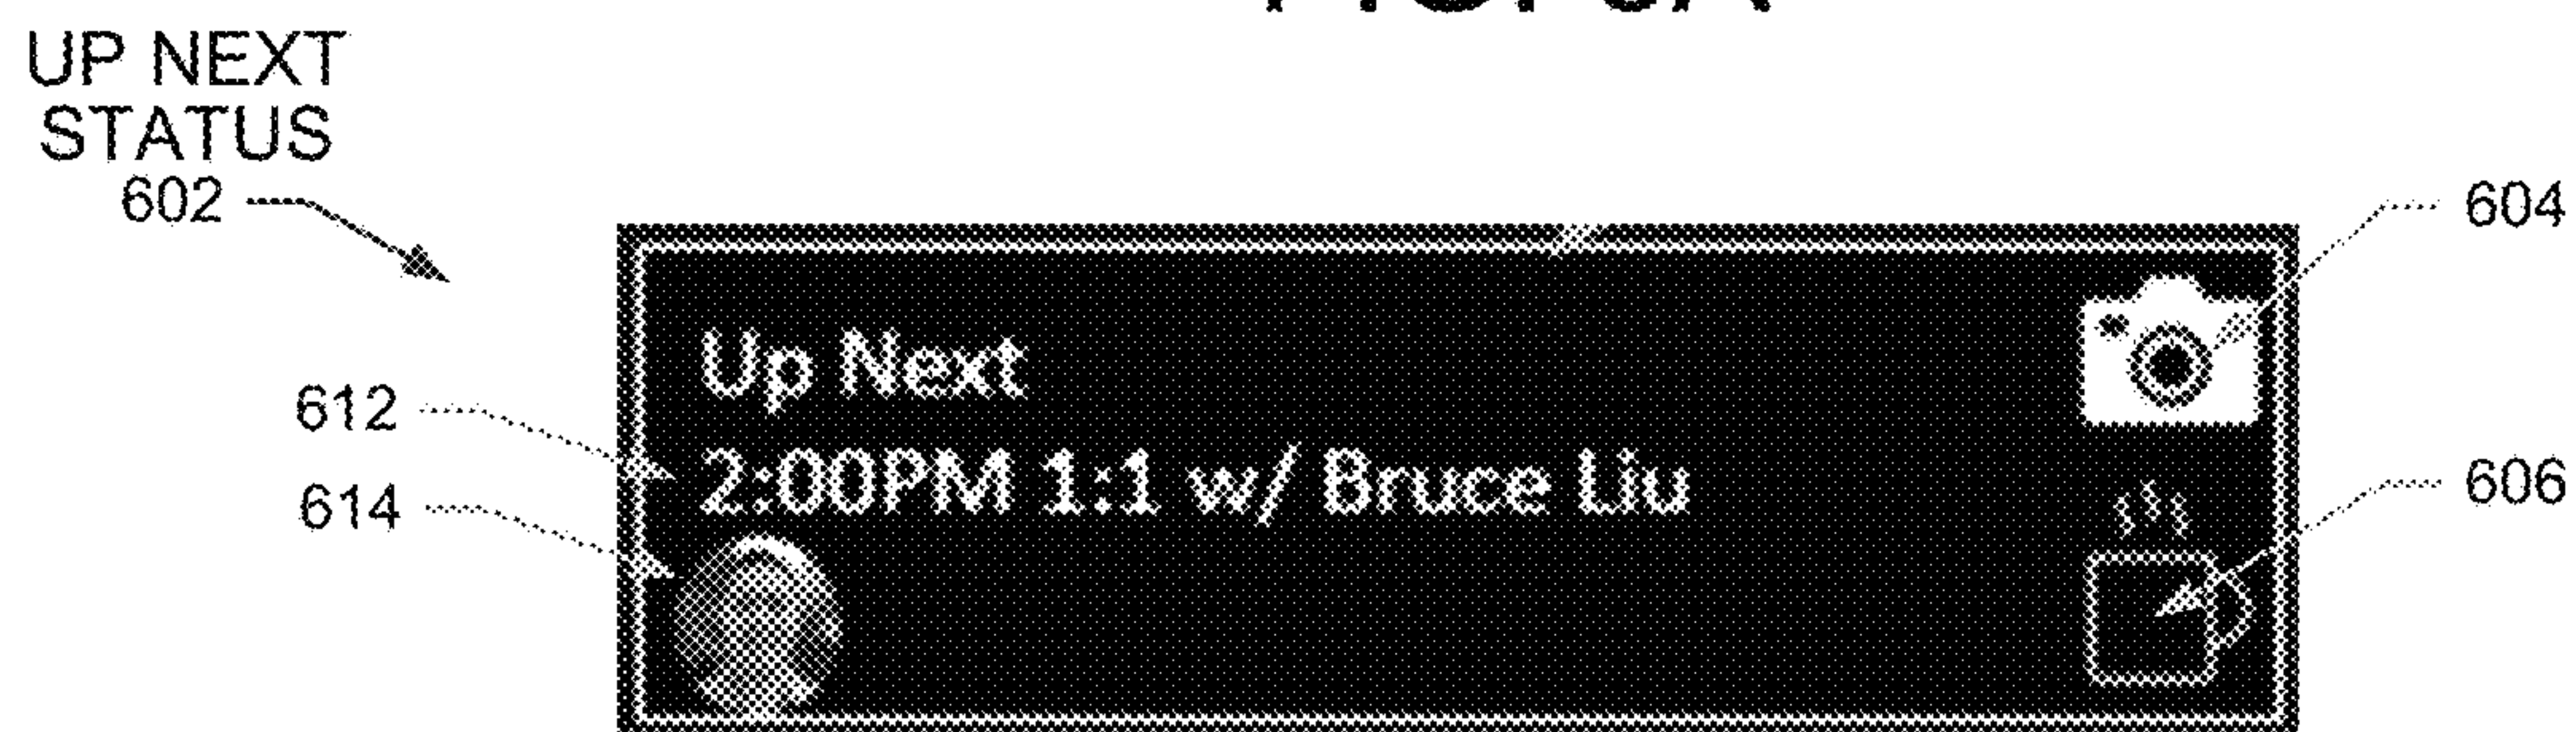 UP NEXT
STATUS
602
604
Up Next
612
2:00PM 1:1 w/ Bruce Liu
606
614